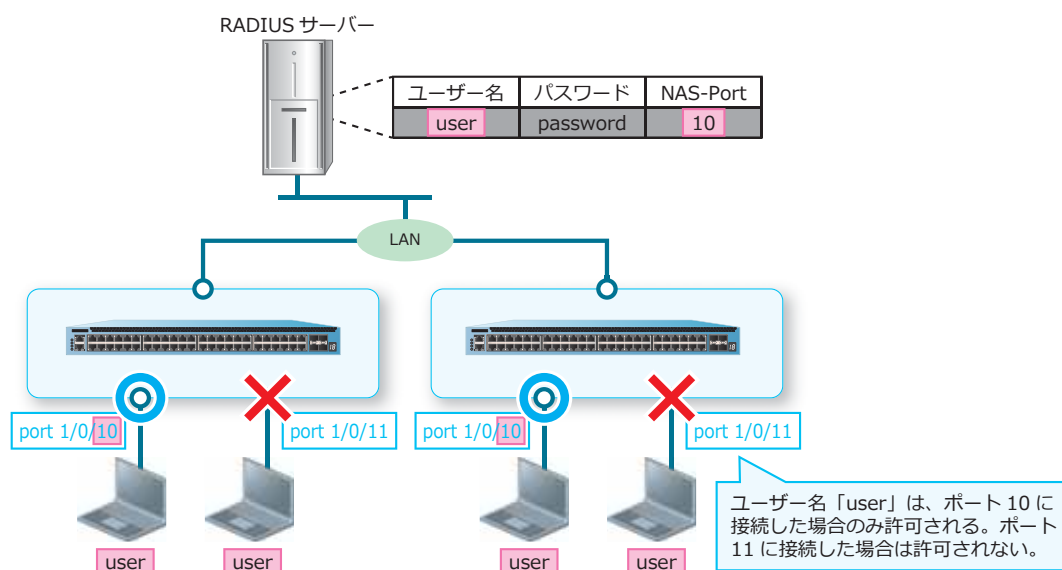 RADIUS サーバー
ユーザー名 パスワード NAS-Port
user password 10
LAN
port 1/0/10
port 1/0/11
port 1/0/10
port 1/0/11
user
user
user
user
ユーザー名「user」は、ポート 10 に
接続した場合のみ許可される。ポート
11 に接続した場合は許可されない。